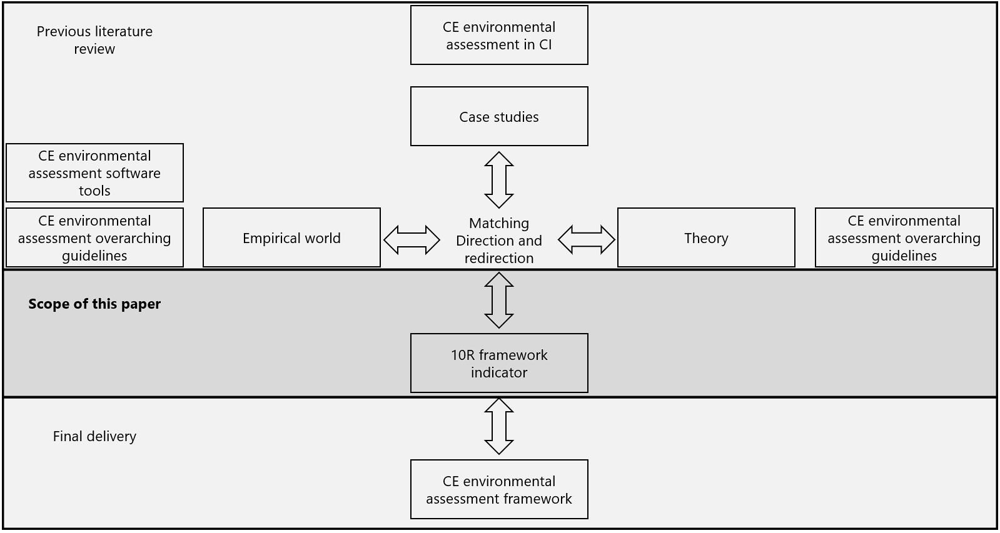 Previous literature
review
CE environmental
assessment in CI
Case studies
CE environmental
assessment software
tools
CE environmental
assessment overarching
guidelines
Empirical world
Matching
Direction and
redirection
Theory
CE environmental
assessment overarching
guidelines
Scope of this paper
10R framework
indicator
Final delivery
CE environmental
assessment framework